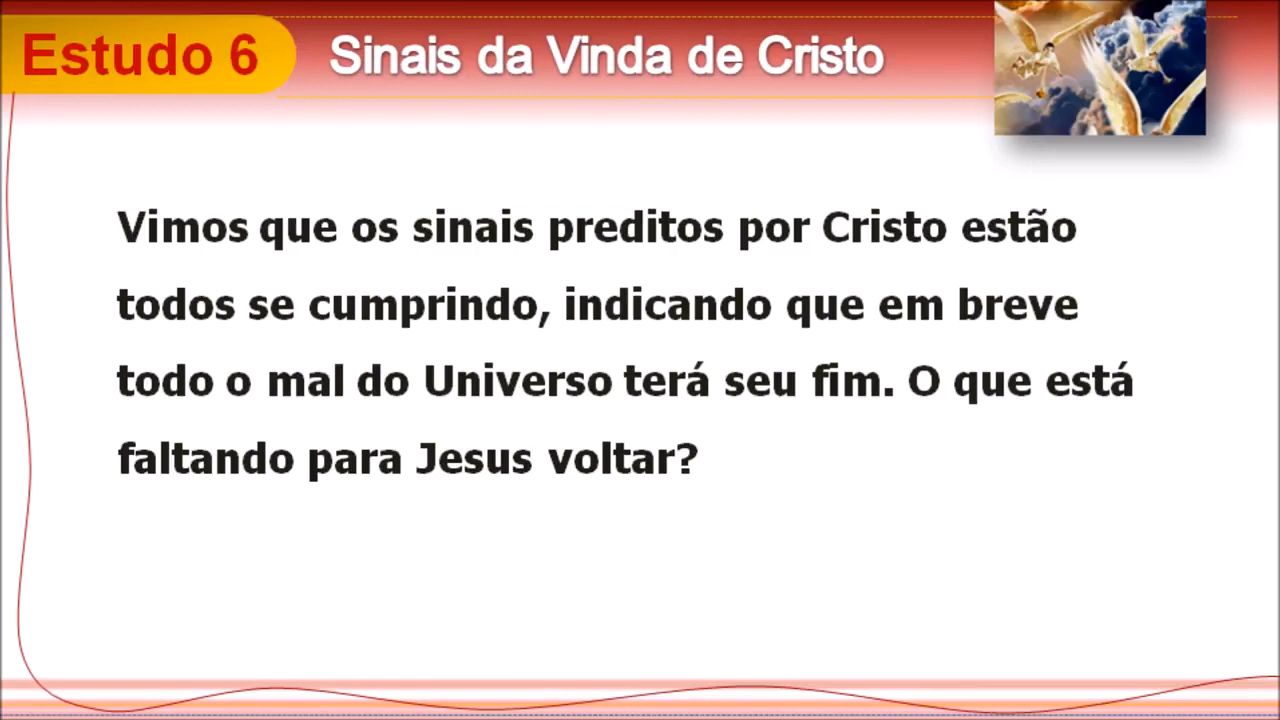 Estudo 6
Sinais da Vinda de Cristo
Vimos que os sinais preditos por Cristo estão
todos se cumprindo, indicando que em breve
todo o mal do Universo terá seu fim. O que está
faltando para Jesus voltar?